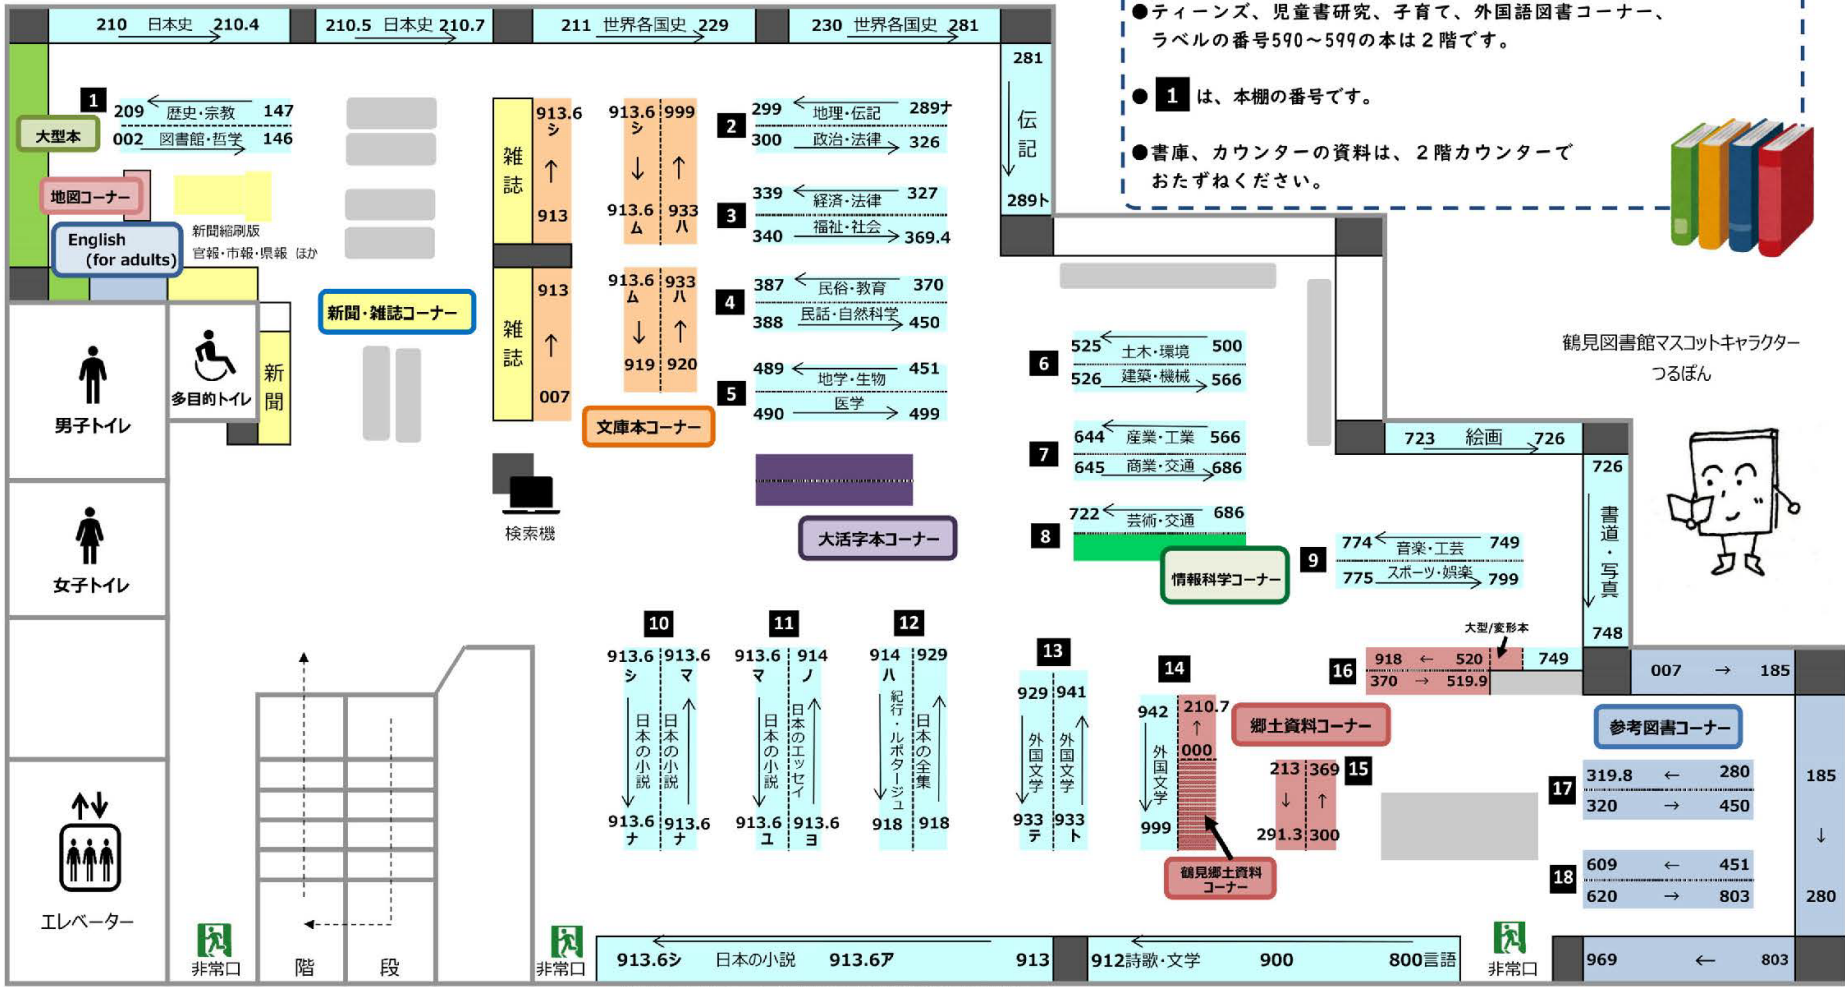 210 日本史 210.4
210.5 日本史 210.7
211 世界各国史 229
230 世界各国史 281
●ティーンズ、児童書研究、子育て、外国語図書コーナー、
ラベルの番号590～599の本は２階です。
● 1 は、本棚の番号です。
●書庫、カウンターの資料は、２階カウンターで
おたずねください。
281
伝記
289ト
大型本
1
209 歴史・宗教 147
002 図書館・哲学 146
地図コーナー
English
(for adults)
新聞縮刷版
官報・市報・県報 ほか
新聞・雑誌コーナー
新聞
雑誌
雑誌
913.6
シ
913
913
007
913.6
シ
999
913.6
ム
933
ハ
913.6
ム
933
ハ
919
920
文庫本コーナー
2
299 地理・伝記 289ナ
300 政治・法律 326
3
339 経済・法律 327
340 福祉・社会 369.4
4
387 民俗・教育 370
388 民話・自然科学 450
5
489 地学・生物 451
490 医学 499
大活字本コーナー
検索機
6
525 土木・環境 500
526 建築・機械 566
7
644 産業・工業 566
645 商業・交通 686
8
722 芸術・交通 686
情報科学コーナー
鶴見図書館マスコットキャラクター
つるぽん
723 絵画 726
726
書道・写真
748
9
774 音楽・工芸 749
775 スポーツ・娯楽 799
男子トイレ
多目的トイレ
女子トイレ
エレベーター
階段
非常口
非常口
非常口
10
913.6
シ
913.6
マ
日本の小説
日本の小説
913.6
ナ
913.6
ナ
11
913.6
マ
914
ノ
日本の小説
日本のエッセイ
913.6
ユ
913.6
ヨ
12
914
ハ
929
紀行・ルポタージュ
日本の全集
918
918
13
929
941
外国文学
外国文学
933
テ
933
ト
14
942
210.7
外国文学
000
999
鶴見郷土資料
コーナー
郷土資料コーナー
15
213
369
291.3
300
大型/変形本
16
918 ← 520
370 → 519.9
749
007 → 185
参考図書コーナー
185
↓
280
17
319.8 ← 280
320 → 450
18
609 ← 451
620 → 803
913.6シ 日本の小説 913.6ア 913
912詩歌・文学 900 800言語
969 ← 803